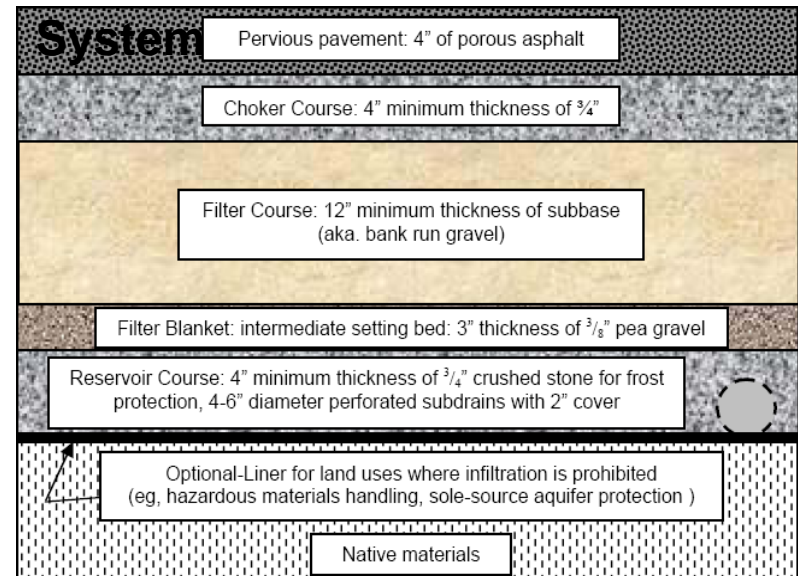 System
Pervious pavement: 4” of porous asphalt
Choker Course: 4” minimum thickness of ¾”
Filter Course: 12” minimum thickness of subbase
(aka. bank run gravel)
Filter Blanket: intermediate setting bed: 3” thickness of ³/₈” pea gravel
Reservoir Course: 4” minimum thickness of ³/₄” crushed stone for frost
protection, 4-6” diameter perforated subdrains with 2” cover
Optional-Liner for land uses where infiltration is prohibited
(eg, hazardous materials handling, sole-source aquifer protection )
Native materials